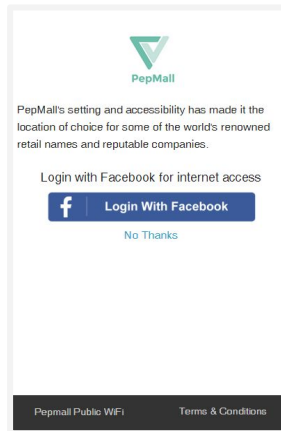 PepMall
PepMall's setting and accessibility has made it the
location of choice for some of the world's renowned
retail names and reputable companies.
Login with Facebook for internet access
f Login With Facebook
No Thanks
Pepmall Public WiFi Terms & Conditions